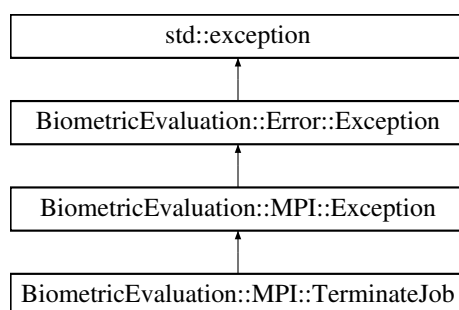 std::exception
BiometricEvaluation::Error::Exception
BiometricEvaluation::MPI::Exception
BiometricEvaluation::MPI::TerminateJob